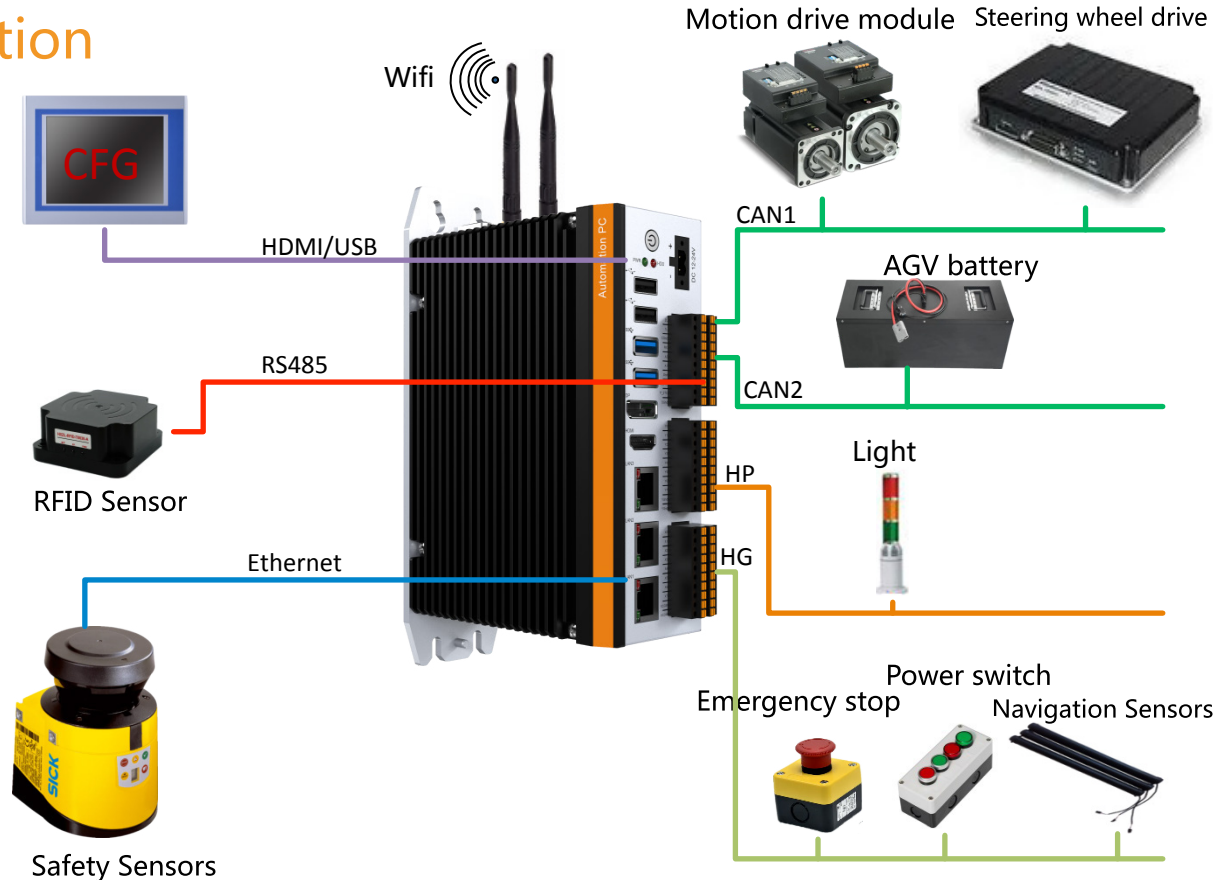 tion
Motion drive module
Steering wheel drive
Wifi
CFG
CAN1
HDMI/USB
Automation PC
DC 12-24V
AGV battery
RS485
CAN2
RFID Sensor
Light
HP
Ethernet
HG
Power switch
Emergency stop
Navigation Sensors
SICK
Safety Sensors